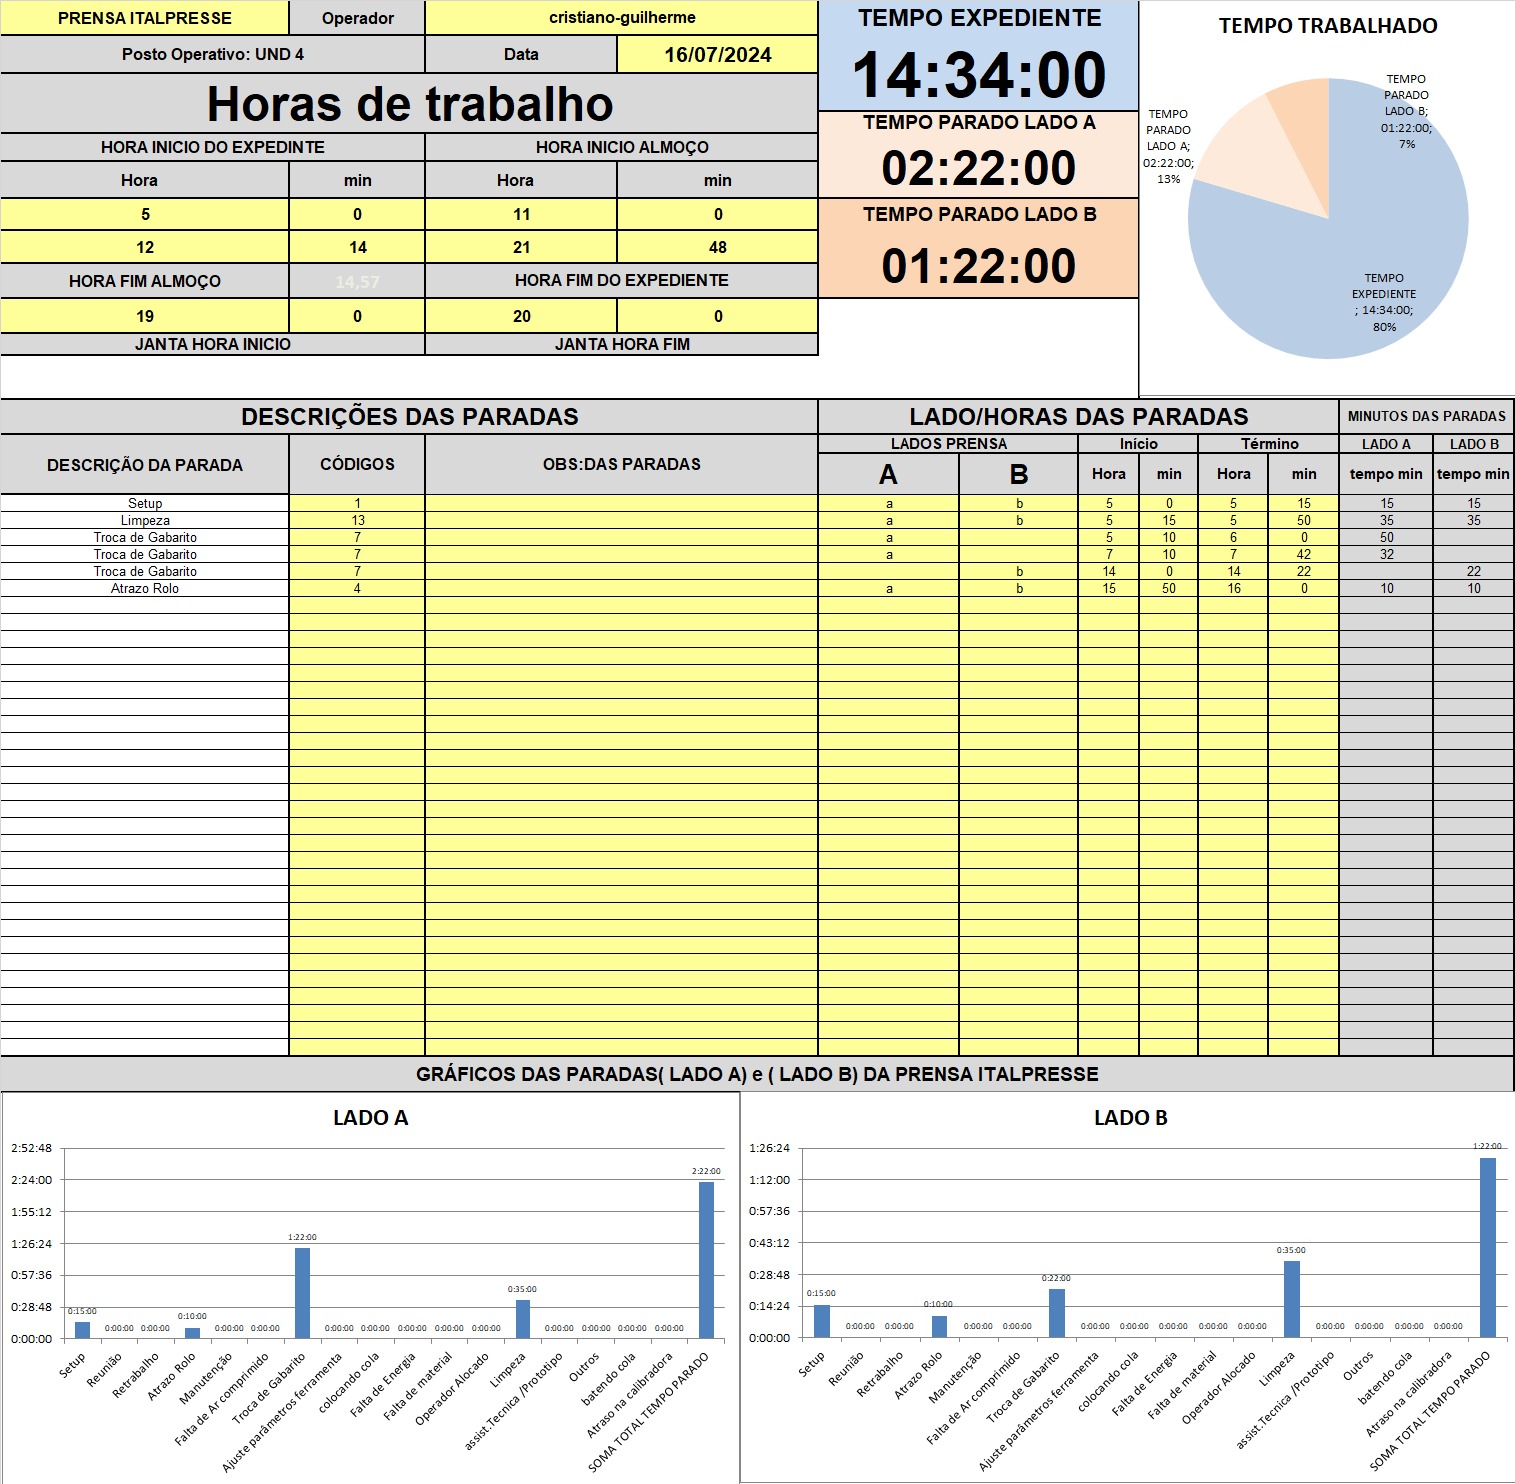 PRENSA ITALPRESSE Operador cristiano-guilherme
Posto Operativo: UND 4 Data 16/07/2024
Horas de trabalho
HORA INICIO DO EXPEDINTE HORA INICIO ALMOÇO
Hora min Hora min
5 0 11 0
12 14 21 48
HORA FIM ALMOÇO 14,57 HORA FIM DO EXPEDIENTE
19 0 20 0
JANTA HORA INICIO JANTA HORA FIM
TEMPO EXPEDIENTE
14:34:00
TEMPO PARADO LADO A
02:22:00
TEMPO PARADO LADO B
01:22:00
TEMPO TRABALHADO
TEMPO
PARADO
LADO B;
01:22:00;
7%
TEMPO
PARADO
LADO A;
02:22:00;
13%
TEMPO
EXPEDIENTE
; 14:34:00;
80%
DESCRIÇÕES DAS PARADAS LADO/HORAS DAS PARADAS MINUTOS DAS PARADAS
DESCRIÇÃO DA PARADA CÓDIGOS OBS:DAS PARADAS LADOS PRENSA Início Término LADO A LADO B
A B Hora min Hora min tempo min tempo min
Setup 1 a b 5 0 5 15 15 15
Limpeza 13 a b 5 15 5 50 35 35
Troca de Gabarito 7 a 5 10 6 0 50
Troca de Gabarito 7 a 7 10 7 42 32
Troca de Gabarito 7 b 14 0 14 22 22
Atrazo Rolo 4 a b 15 50 16 0 10 10
GRÁFICOS DAS PARADAS( LADO A) e ( LADO B) DA PRENSA ITALPRESSE
LADO A
2:52:48
2:24:00
1:55:12
1:26:24
0:57:36
0:28:48
0:00:00
0:15:00 0:00:00 0:00:00 0:10:00 0:00:00 0:00:00 1:22:00 0:00:00 0:00:00 0:00:00 0:00:00 0:00:00 0:35:00 0:00:00 0:00:00 0:00:00 0:00:00 2:22:00
Setup
Reunião
Retrabalho
Atrazo Rolo
Manutenção
Falta de Ar comprimido
Troca de Gabarito
Ajuste parâmetros ferramenta
colocando cola
Falta de Energia
Falta de material
Operador Alocado
Limpeza
assist.Tecnica /Prototipo
Outros
batendo cola
Atraso na calibradora
SOMA TOTAL TEMPO PARADO
LADO B
1:26:24
1:12:00
0:57:36
0:43:12
0:28:48
0:14:24
0:00:00
0:15:00 0:00:00 0:00:00 0:10:00 0:00:00 0:00:00 0:22:00 0:00:00 0:00:00 0:00:00 0:00:00 0:00:00 0:35:00 0:00:00 0:00:00 0:00:00 0:00:00 1:22:00
Setup
Reunião
Retrabalho
Atrazo Rolo
Manutenção
Falta de Ar comprimido
Troca de Gabarito
Ajuste parâmetros ferramenta
colocando cola
Falta de Energia
Falta de material
Operador Alocado
Limpeza
assist.Tecnica /Prototipo
Outros
batendo cola
Atraso na calibradora
SOMA TOTAL TEMPO PARADO